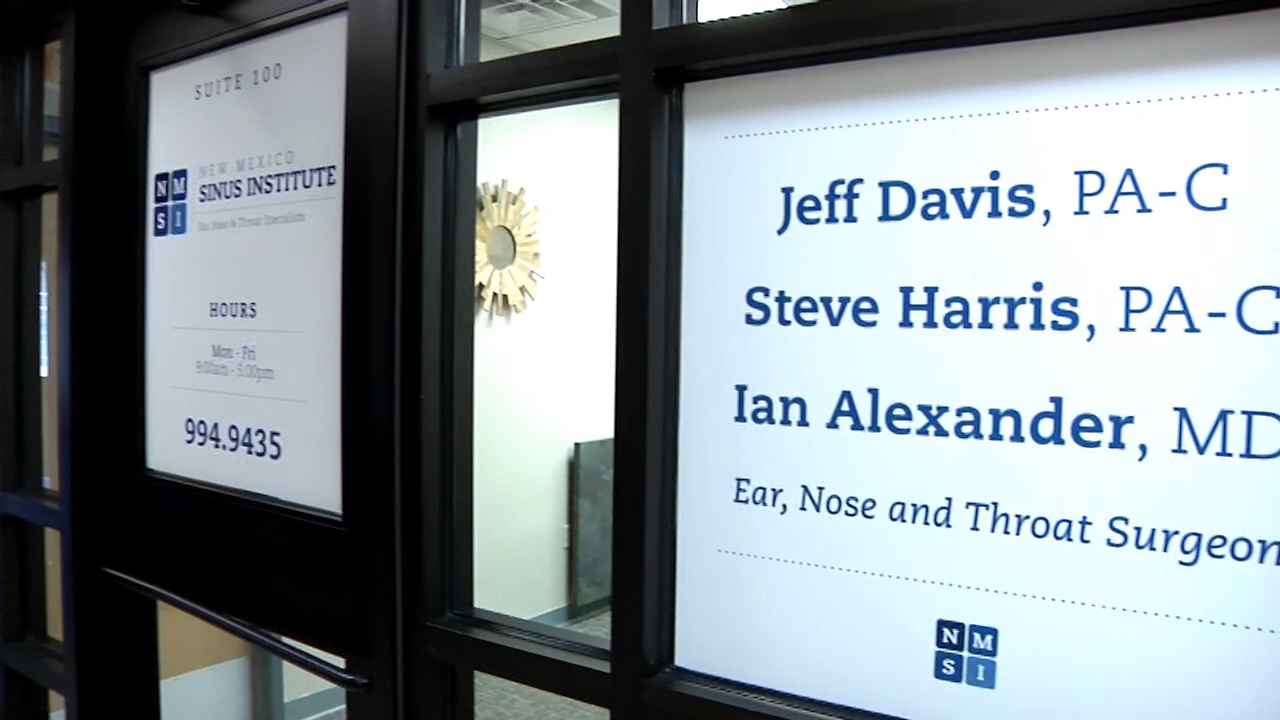 SUITE 100
NM
SI
NEW MEXICO
SINUS INSTITUTE
Ear, Nose & Throat Specialists
HOURS
Mon - Fri
9:00am - 5:00pm
994.9435
Jeff Davis, PA-C
Steve Harris, PA-C
Ian Alexander, MD
Ear, Nose and Throat Surgeon
NM
SI